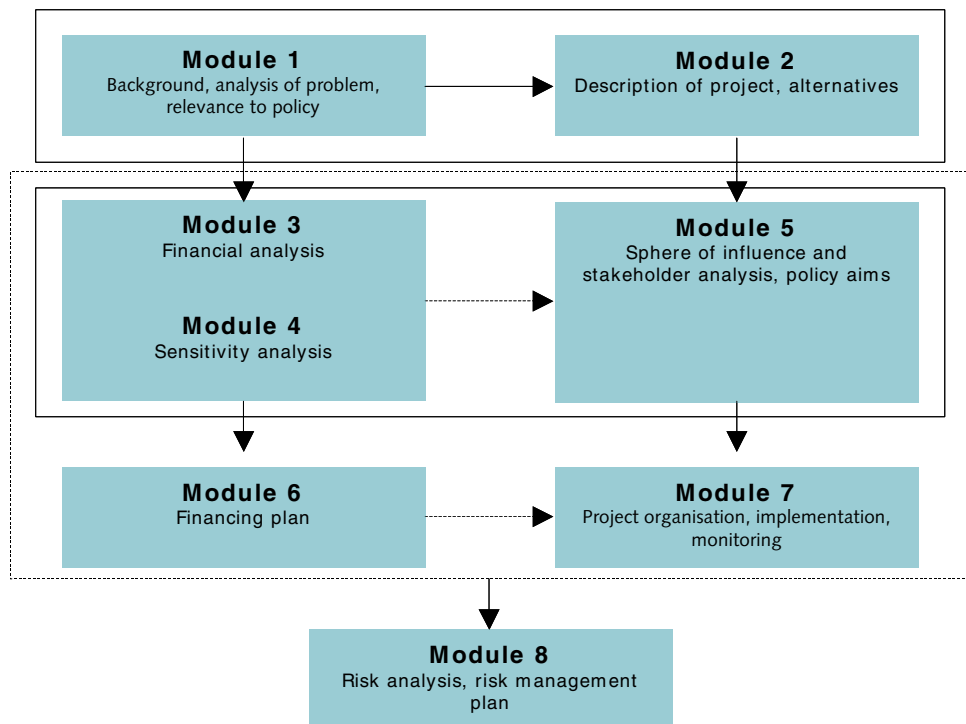 Module 1
Background, analysis of problem,
relevance to policy
Module 2
Description of project, alternatives
Module 3
Financial analysis
Module 4
Sensitivity analysis
Module 5
Sphere of influence and
stakeholder analysis, policy aims
Module 6
Financing plan
Module 7
Project organisation, implementation,
monitoring
Module 8
Risk analysis, risk management
plan